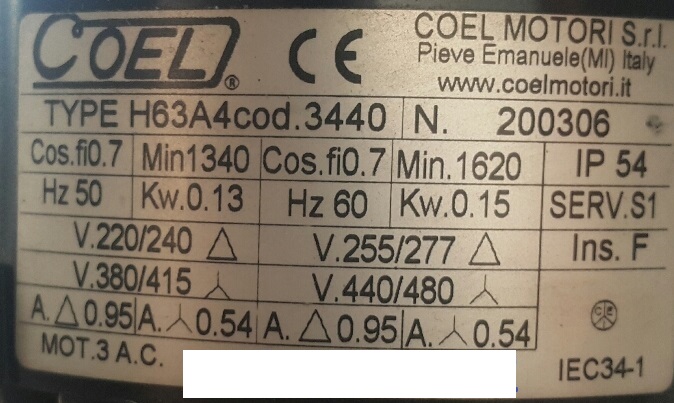 COEL®
CE
COEL MOTORI S.r.l.
Pieve Emanuele(MI) Italy
www.coelmotori.it
TYPE H63A4cod.3440 N. 200306
Cos.fi0.7 Min1340 Cos.fi0.7 Min.1620 IP 54
Hz 50 Kw.0.13 Hz 60 Kw.0.15 SERV.S1
V.220/240 △ V.255/277 △ Ins. F
V.380/415 ⅄ V.440/480 ⅄
A. △ 0.95 A. ⅄ 0.54 A. △ 0.95 A. ⅄ 0.54
MOT.3 A.C. IEC34-1